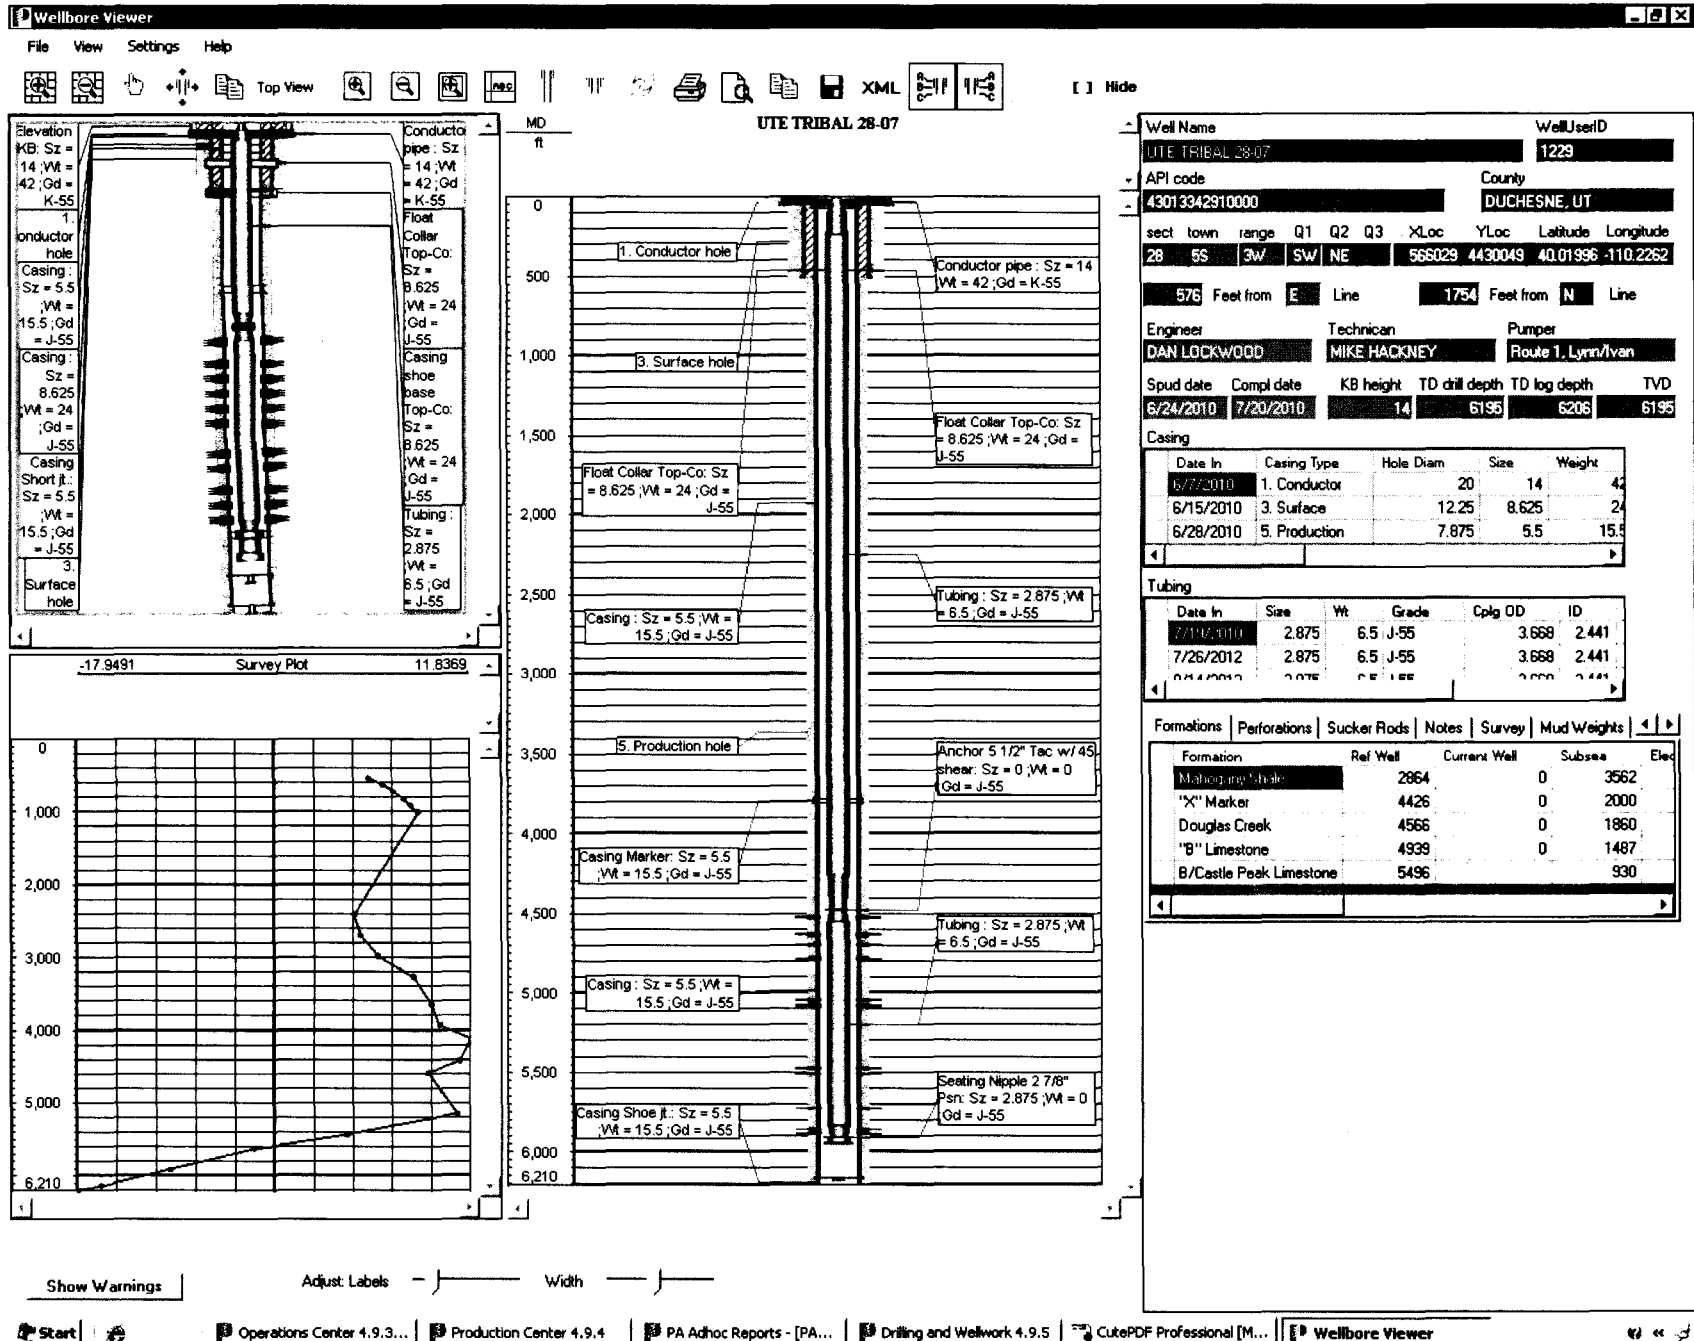 Wellbore Viewer
File View Settings Help
Top View
XML
[ ] Hide
Elevation
KB: Sz =
14 ;Wt =
42 ;Gd =
K-55
1.
onductor
hole
Casing :
Sz = 5.5
;Wt =
15.5 ;Gd
= J-55
Casing :
Sz =
8.625
;Wt = 24
;Gd =
J-55
Casing
Short jt.:
Sz = 5.5
;Wt =
15.5 ;Gd
= J-55
3.
Surface
hole
Conducto
pipe : Sz
= 14 ;Wt
= 42 ;Gd
= K-55
Float
Collar
Top-Co:
Sz =
8.625
;Wt = 24
;Gd =
J-55
Casing
shoe
base
Top-Co:
Sz =
8.625
;Wt = 24
;Gd =
J-55
Tubing :
Sz =
2.875
;Wt =
6.5 ;Gd
= J-55
-17.9491 Survey Plot 11.8369
0
1,000
2,000
3,000
4,000
5,000
6,210
MD
ft
UTE TRIBAL 28-07
0
500
1,000
1,500
2,000
2,500
3,000
3,500
4,000
4,500
5,000
5,500
6,000
6,210
1. Conductor hole
3. Surface hole
Float Collar Top-Co: Sz
= 8.625 ;Wt = 24 ;Gd =
J-55
Casing : Sz = 5.5 ;Wt =
15.5 ;Gd = J-55
5. Production hole
Casing Marker: Sz = 5.5
;Wt = 15.5 ;Gd = J-55
Casing : Sz = 5.5 ;Wt =
15.5 ;Gd = J-55
Casing Shoe jt.: Sz = 5.5
;Wt = 15.5 ;Gd = J-55
Conductor pipe : Sz = 14
;Wt = 42 ;Gd = K-55
Float Collar Top-Co: Sz
= 8.625 ;Wt = 24 ;Gd =
J-55
Tubing : Sz = 2.875 ;Wt
= 6.5 ;Gd = J-55
Anchor 5 1/2" Tac w/ 45
shear: Sz = 0 ;Wt = 0
;Gd = J-55
Tubing : Sz = 2.875 ;Wt
= 6.5 ;Gd = J-55
Seating Nipple 2 7/8"
Psn: Sz = 2.875 ;Wt = 0
;Gd = J-55
Well Name WellUserID
UTE TRIBAL 28-07 1229
API code County
43013342910000 DUCHESNE, UT
sect town range Q1 Q2 Q3 XLoc YLoc Latitude Longitude
28 5S 3W SW NE 566029 4430049 40.01996 -110.2262
576 Feet from E Line 1754 Feet from N Line
Engineer Technican Pumper
DAN LOCKWOOD MIKE HACKNEY Route 1, Lynn/Ivan
Spud date Compl date KB height TD drill depth TD log depth TVD
6/24/2010 7/20/2010 14 6195 6206 6195
Casing
Date In Casing Type Hole Diam Size Weight
6/7/2010 1. Conductor 20 14 42
6/15/2010 3. Surface 12.25 8.625 24
6/28/2010 5. Production 7.875 5.5 15.5
Tubing
Date In Size Wt Grade Cplg OD ID
7/19/2010 2.875 6.5 J-55 3.668 2.441
7/26/2012 2.875 6.5 J-55 3.668 2.441
Formations Perforations Sucker Rods Notes Survey Mud Weights
Formation Ref Well Current Well Subsea Elec
Mahogany Shale 2864 0 3562
"X" Marker 4426 0 2000
Douglas Creek 4566 0 1860
"B" Limestone 4939 0 1487
B/Castle Peak Limestone 5496 930
Show Warnings Adjust: Labels Width
Start Operations Center 4.9.3... Production Center 4.9.4 PA Adhoc Reports - [PA... Drilling and Wellwork 4.9.5 CutePDF Professional [M... Wellbore Viewer